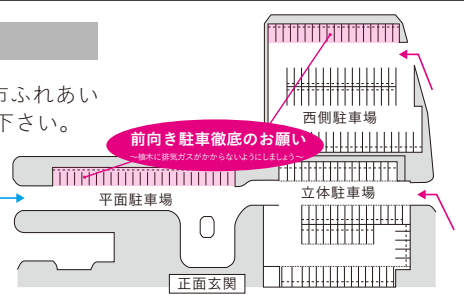 市ふれあい
下さい。
西側駐車場
前向き駐車徹底のお願い
～植木に排気ガスがかからないようにしましょう～
平面駐車場
立体駐車場
正面玄関